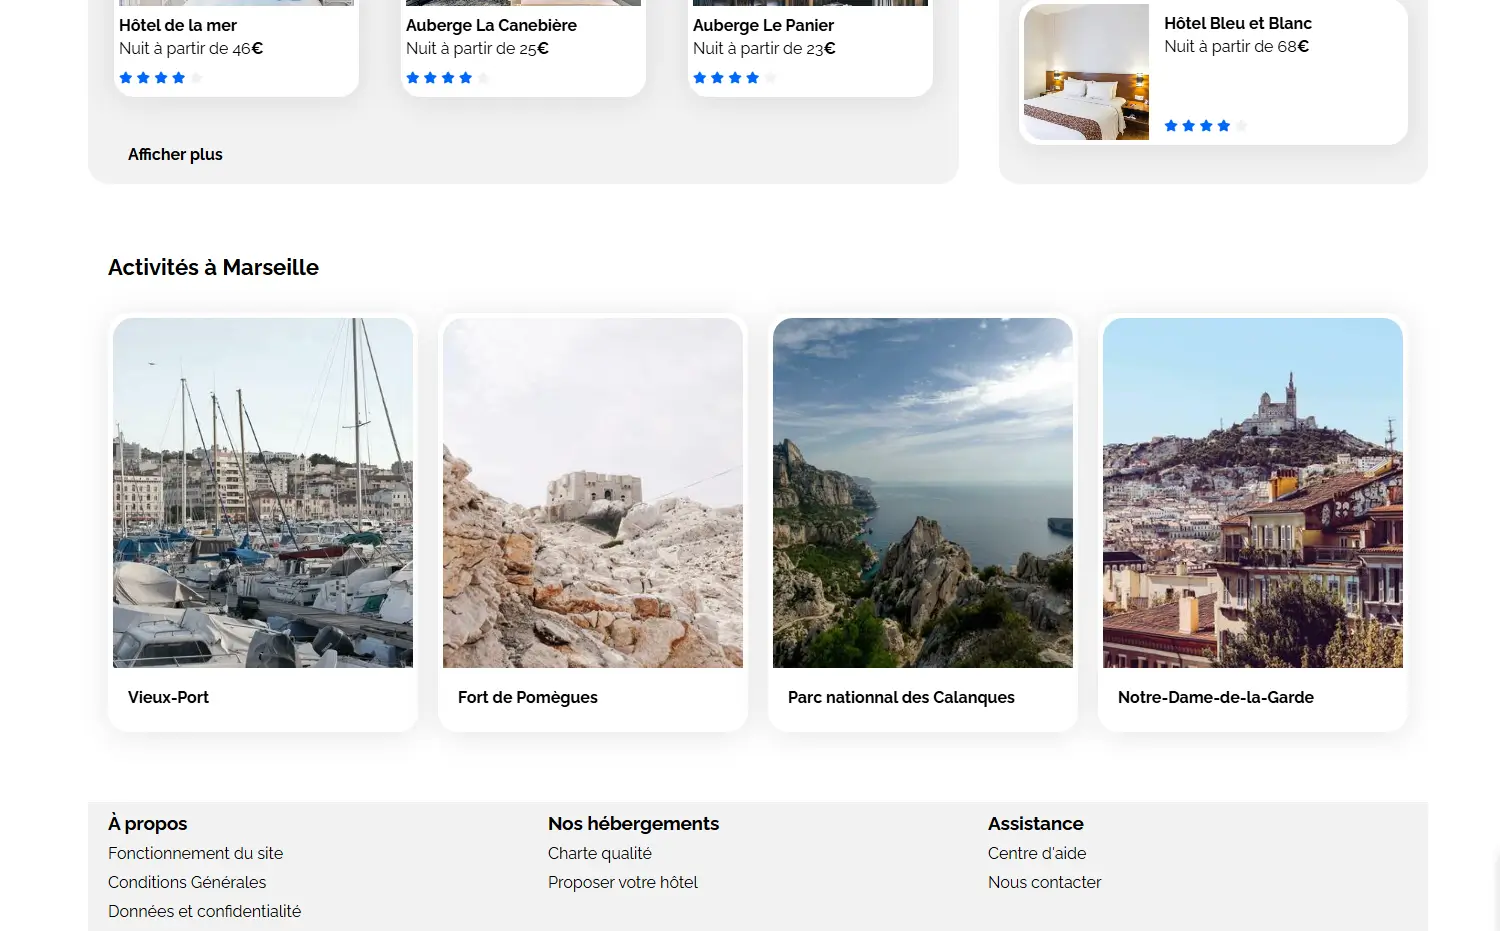 Hôtel de la mer
Nuit à partir de 46€
Auberge La Canebière
Nuit à partir de 25€
Auberge Le Panier
Nuit à partir de 23€
Afficher plus
Hôtel Bleu et Blanc
Nuit à partir de 68€
Activités à Marseille
Vieux-Port
Fort de Pomègues
Parc nationnal des Calanques
Notre-Dame-de-la-Garde
À propos
Fonctionnement du site
Conditions Générales
Données et confidentialité
Nos hébergements
Charte qualité
Proposer votre hôtel
Assistance
Centre d'aide
Nous contacter